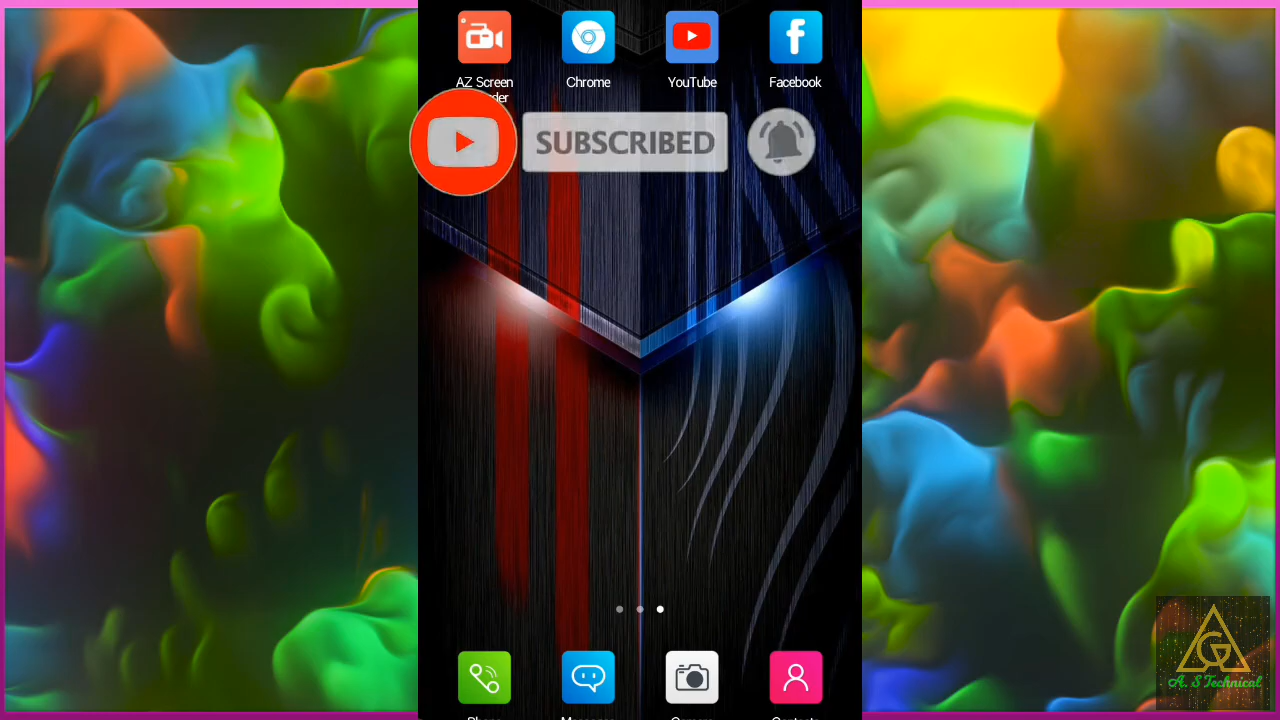 AZ Screen
Chrome
YouTube
Facebook
SUBSCRIBED
A. S Technical